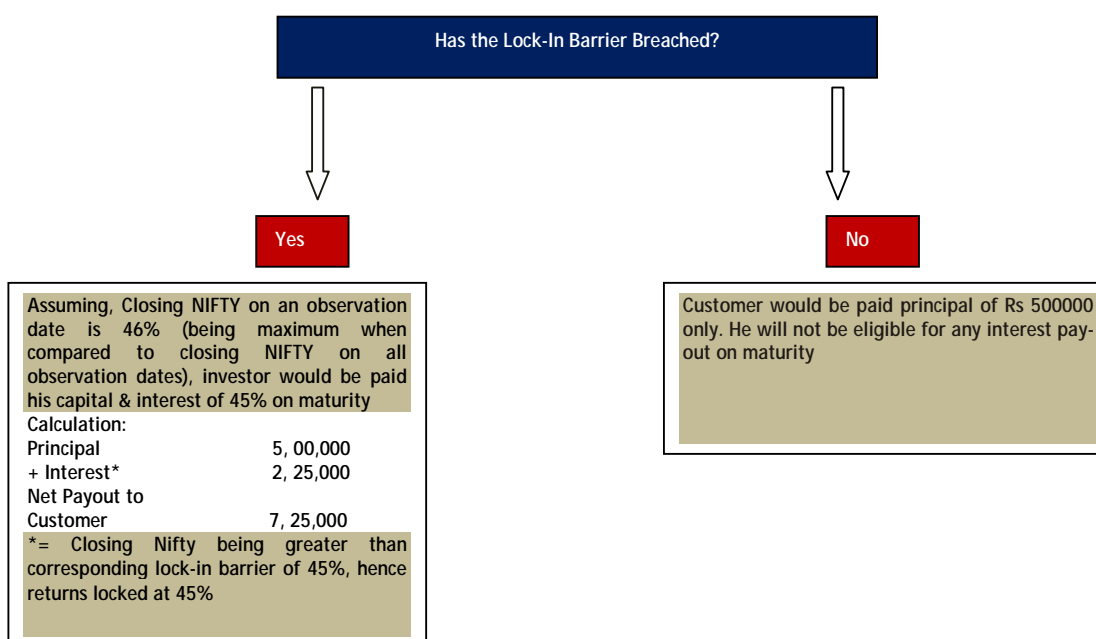 Has the Lock-In Barrier Breached?
Yes
Assuming, Closing NIFTY on an observation
date is 46% (being maximum when
compared to closing NIFTY on all
observation dates), investor would be paid
his capital & interest of 45% on maturity
Calculation:
Principal 5, 00,000
+ Interest* 2, 25,000
Net Payout to
Customer 7, 25,000
*= Closing Nifty being greater than
corresponding lock-in barrier of 45%, hence
returns locked at 45%
No
Customer would be paid principal of Rs 500000
only. He will not be eligible for any interest pay-
out on maturity